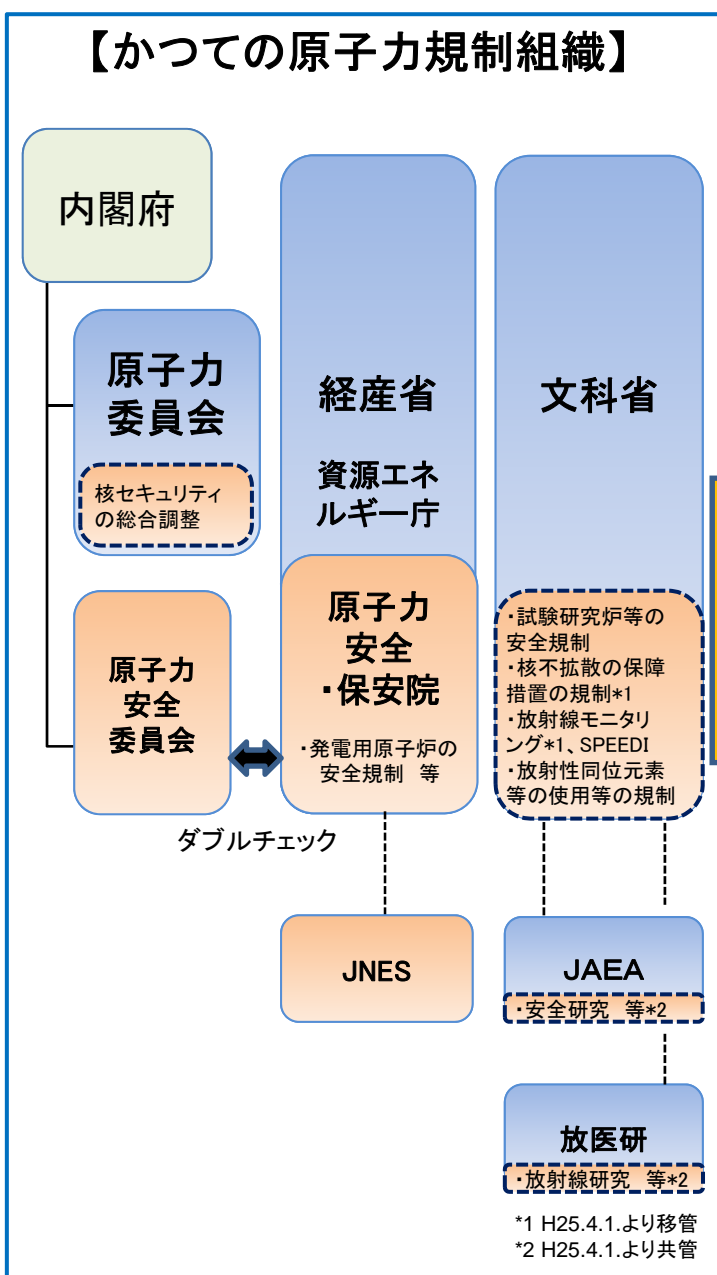 【かつての原子力規制組織】
内閣府
原子力
委員会
核セキュリティ
の総合調整
原子力
安全
委員会
経産省
資源エネ
ルギー庁
原子力
安全
・保安院
・発電用原子炉の
安全規制 等
ダブルチェック
JNES
文科省
・試験研究炉等の
安全規制
・核不拡散の保障
措置の規制*1
・放射線モニタリ
ング*1、SPEEDI
・放射性同位元素
等の使用等の規制
JAEA
・安全研究 等*2
放医研
・放射線研究 等*2
*1 H25.4.1.より移管
*2 H25.4.1.より共管